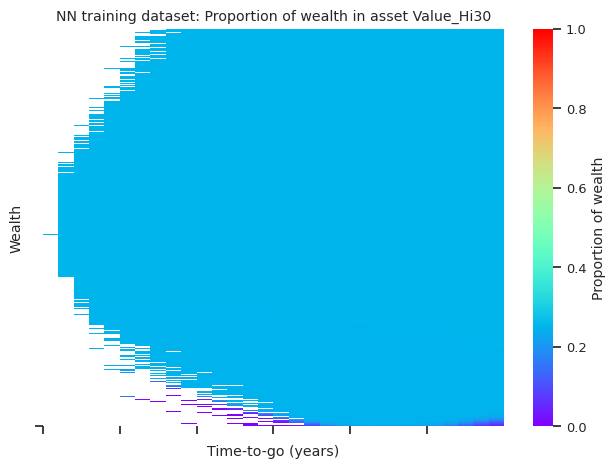 NN training dataset: Proportion of wealth in asset Value_Hi30
Wealth
Time-to-go (years)
1.0
0.8
0.6
0.4
0.2
0.0
Proportion of wealth